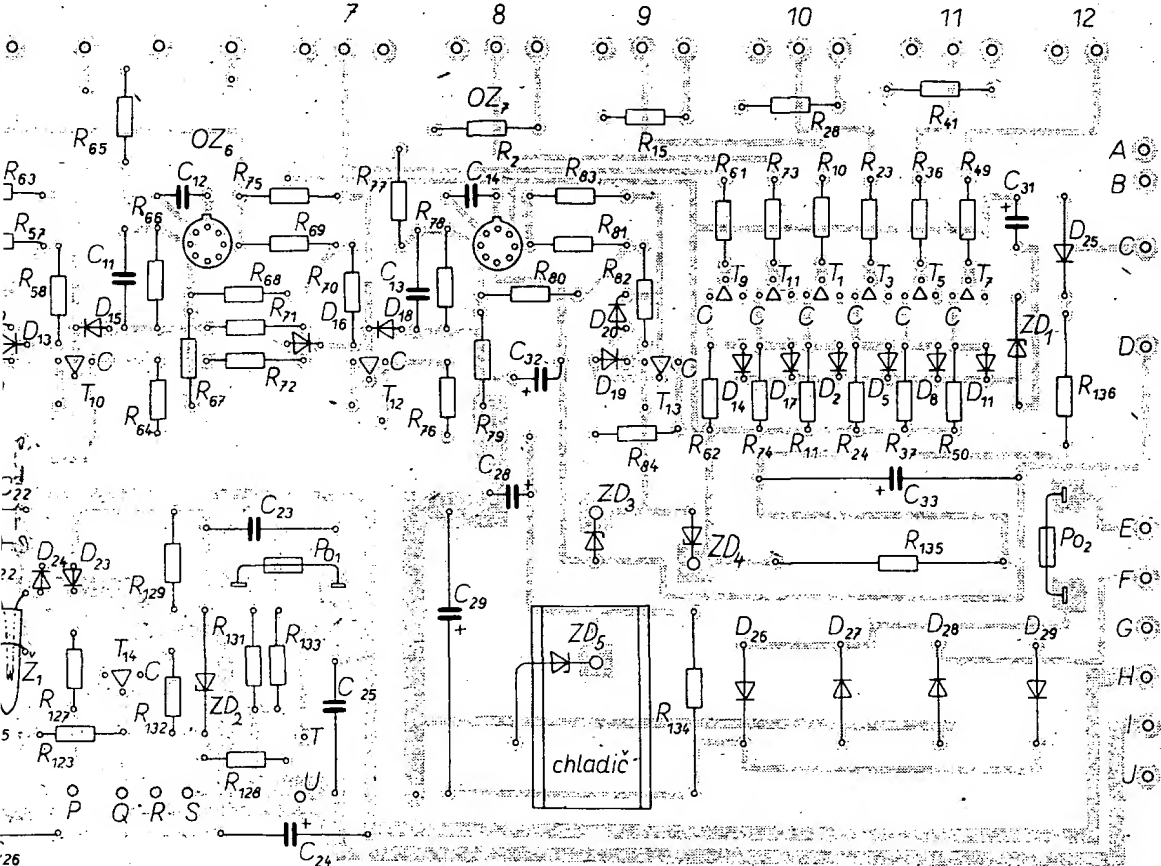 7 8 9 10 11 12
R65 OZ6 OZ7 R2 R15 R28 R41 A
R63 C12 R75 R77 C14 R83 R61 R73 R10 R23 R36 R49 C31 B
R57 R66 R69 R78 R81 D25 C
C11 R58 R68 R70 C13 R80 R82 T9 T11 T1 T3 T5 T7
D13 D15 R71 D16 D18 D20 C C C C C C ZD1 D
C R72 C C32 D19 C
T10 R64 R67 T12 R76 R79 T13 D14 D17 D2 D5 D8 D11 R136
R84 R62 R74 R11 R24 R37 R50
22 C28 ZD3 C33
C23 ZD4 R135 Po2 E
D24 D23 Po1
22 R129 C29 F
R131 R133 ZD5 D26 D27 D28 D29 G
Ž1 T14 C C25 H
R127 R132 ZD2 R134 I
5 R123 T
R128 U chladič J
P Q R S
26 C24